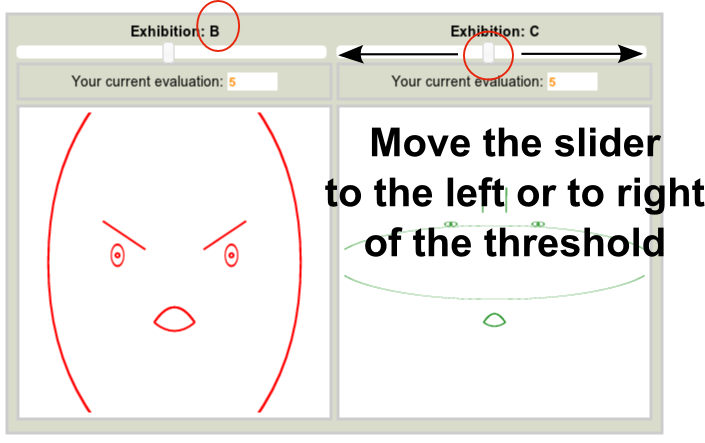 Exhibition: B
Exhibition: C
Your current evaluation: 5
Your current evaluation: 5
Move the slider
to the left or to right
of the threshold